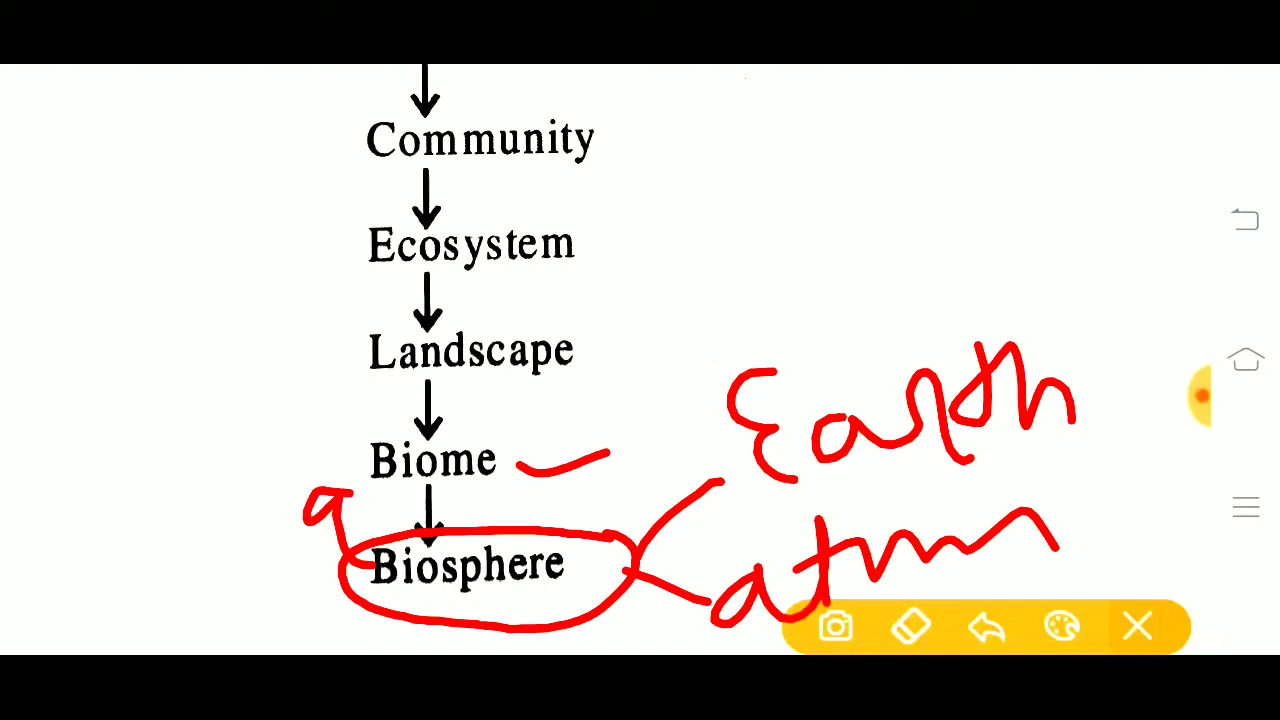 Community
Ecosystem
Landscape
Biome
Earth
Biosphere
atm